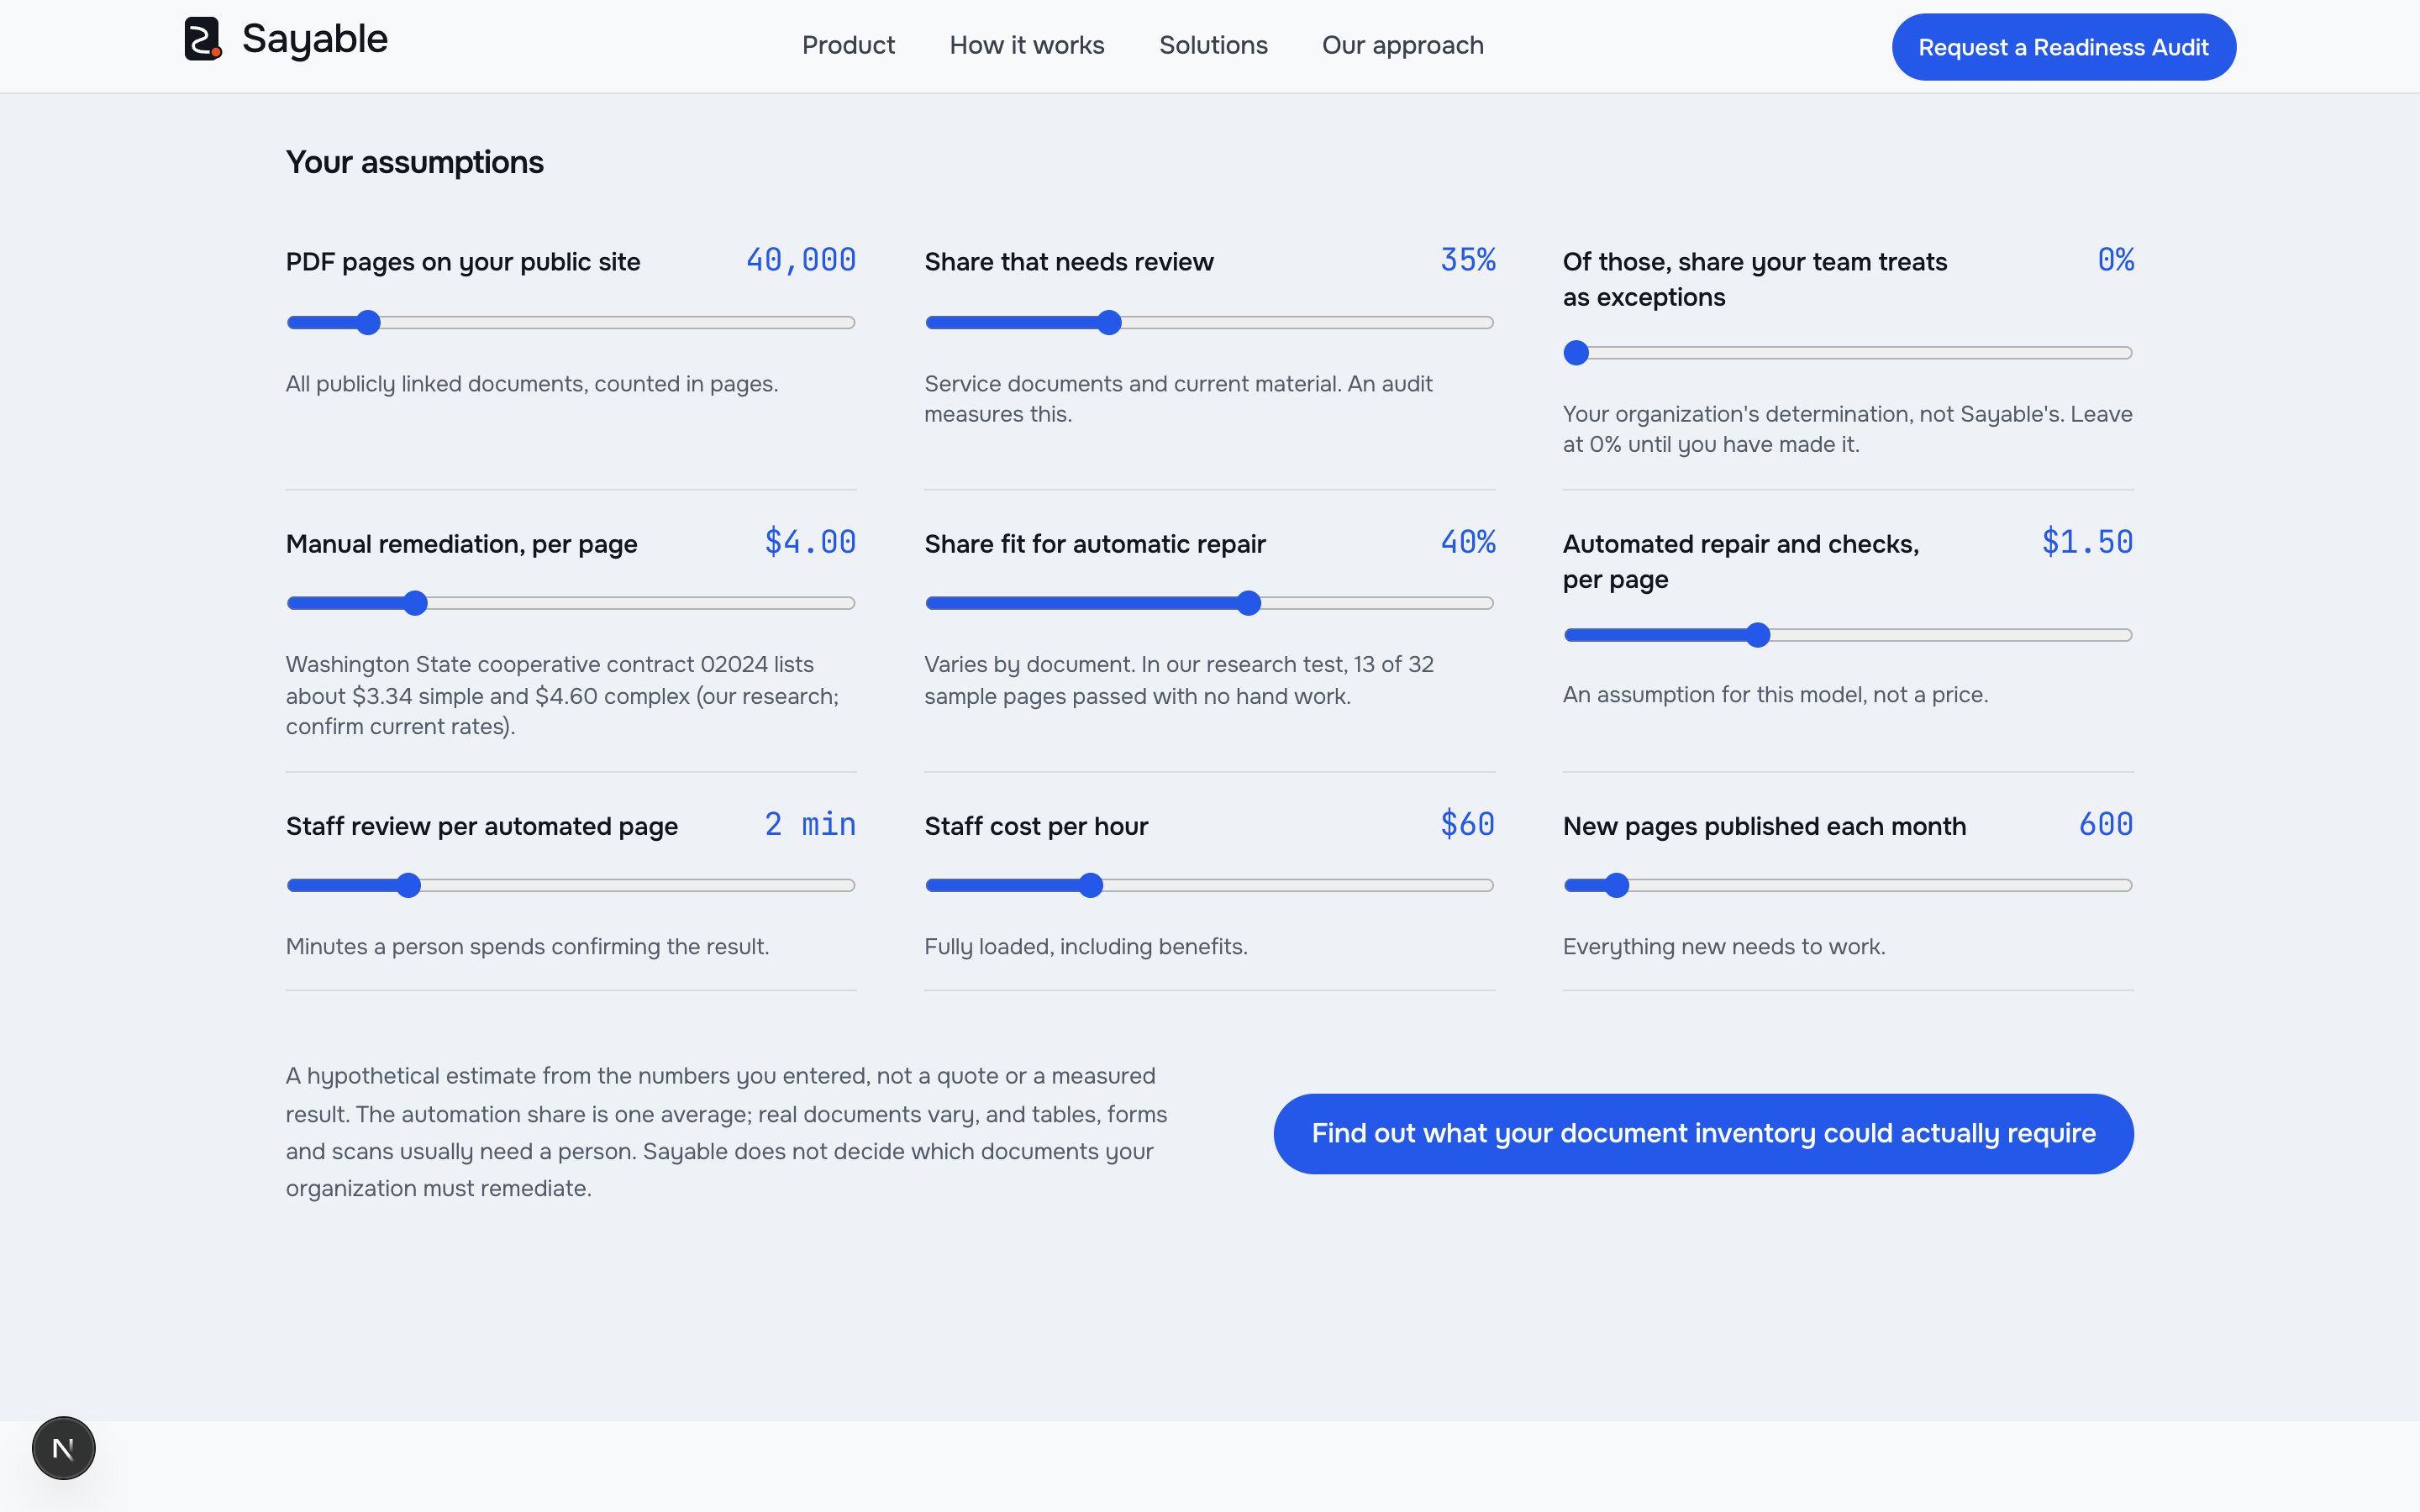 Sayable
Product
How it works
Solutions
Our approach
Request a Readiness Audit
Your assumptions
PDF pages on your public site
40,000
All publicly linked documents, counted in pages.
Share that needs review
35%
Service documents and current material. An audit
measures this.
Of those, share your team treats
as exceptions
0%
Your organization's determination, not Sayable's. Leave
at 0% until you have made it.
Manual remediation, per page
$4.00
Washington State cooperative contract 02024 lists
about $3.34 simple and $4.60 complex (our research;
confirm current rates).
Share fit for automatic repair
40%
Varies by document. In our research test, 13 of 32
sample pages passed with no hand work.
Automated repair and checks,
per page
$1.50
An assumption for this model, not a price.
Staff review per automated page
2 min
Minutes a person spends confirming the result.
Staff cost per hour
$60
Fully loaded, including benefits.
New pages published each month
600
Everything new needs to work.
A hypothetical estimate from the numbers you entered, not a quote or a measured
result. The automation share is one average; real documents vary, and tables, forms
and scans usually need a person. Sayable does not decide which documents your
organization must remediate.
Find out what your document inventory could actually require
N